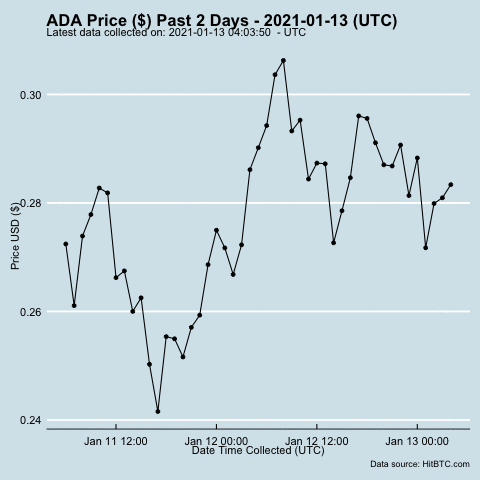 ADA Price ($) Past 2 Days - 2021-01-13 (UTC)
Latest data collected on: 2021-01-13 04:03:50 - UTC
0.30
0.28
0.26
0.24
Price USD ($)
Jan 11 12:00 Jan 12 00:00 Jan 12 12:00 Jan 13 00:00
Date Time Collected (UTC)
Data source: HitBTC.com